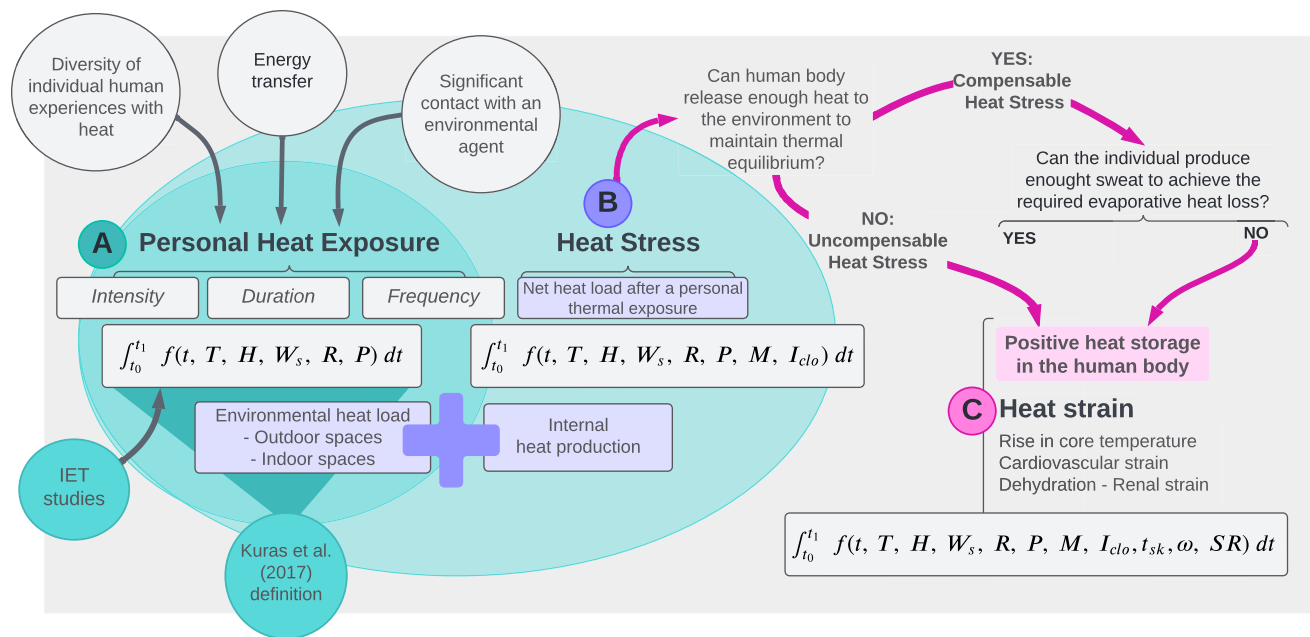 Diversity of
individual human
experiences with
heat
Energy
transfer
Significant
contact with an
environmental
agent
A
Personal Heat Exposure
Intensity
Duration
Frequency
∫_{t_0}^{t_1} f(t, T, H, W_s, R, P) dt
Environmental heat load
- Outdoor spaces
- Indoor spaces
IET
studies
Kuras et al.
(2017)
definition
B
Heat Stress
Net heat load after a personal
thermal exposure
∫_{t_0}^{t_1} f(t, T, H, W_s, R, P, M, I_{clo}) dt
Internal
heat production
Can human body
release enough heat to
the environment to
maintain thermal
equilibrium?
YES:
Compensable
Heat Stress
NO:
Uncompensable
Heat Stress
Can the individual produce
enought sweat to achieve the
required evaporative heat loss?
YES
NO
Positive heat storage
in the human body
C
Heat strain
Rise in core temperature
Cardiovascular strain
Dehydration - Renal strain
∫_{t_0}^{t_1} f(t, T, H, W_s, R, P, M, I_{clo}, t_{sk}, ω, SR) dt